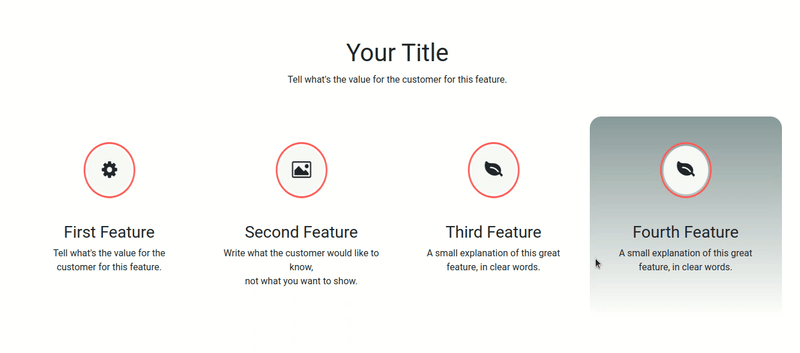 Your Title
Tell what's the value for the customer for this feature.
First Feature
Tell what's the value for the
customer for this feature.
Second Feature
Write what the customer would like to
know,
not what you want to show.
Third Feature
A small explanation of this great
feature, in clear words.
Fourth Feature
A small explanation of this great
feature, in clear words.